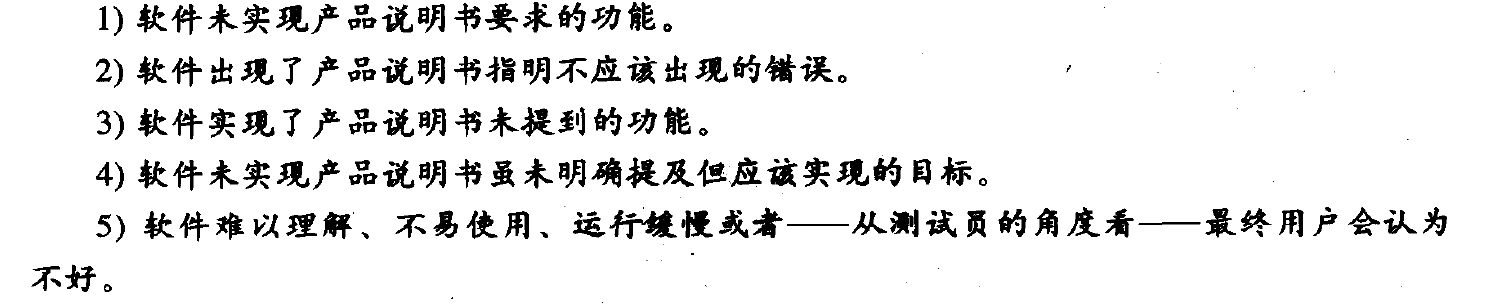 1) 软件未实现产品说明书要求的功能。
2) 软件出现了产品说明书指明不应该出现的错误。
3) 软件实现了产品说明书未提到的功能。
4) 软件未实现产品说明书虽未明确提及但应该实现的目标。
5) 软件难以理解、不易使用、运行缓慢或者——从测试员的角度看——最终用户会认为
不好。